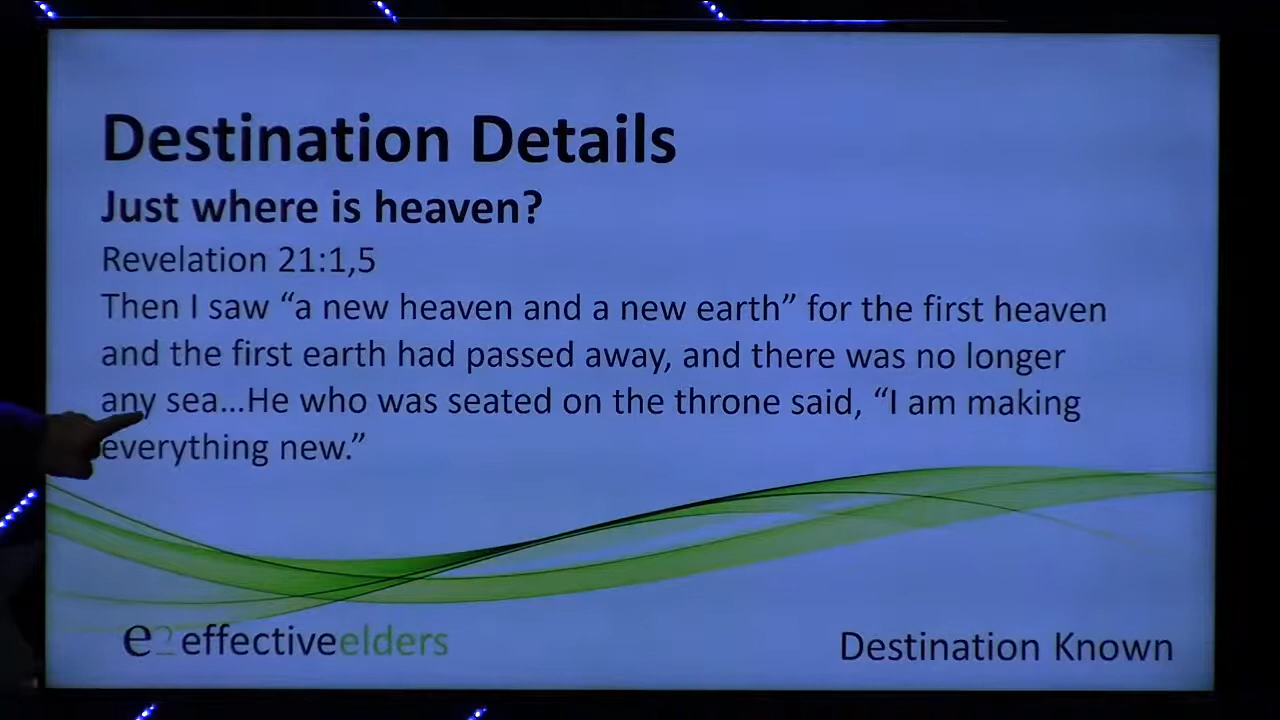 Destination Details
Just where is heaven?
Revelation 21:1,5
Then I saw “a new heaven and a new earth” for the first heaven
and the first earth had passed away, and there was no longer
any sea...He who was seated on the throne said, “I am making
everything new.”
e2 effectiveelders
Destination Known